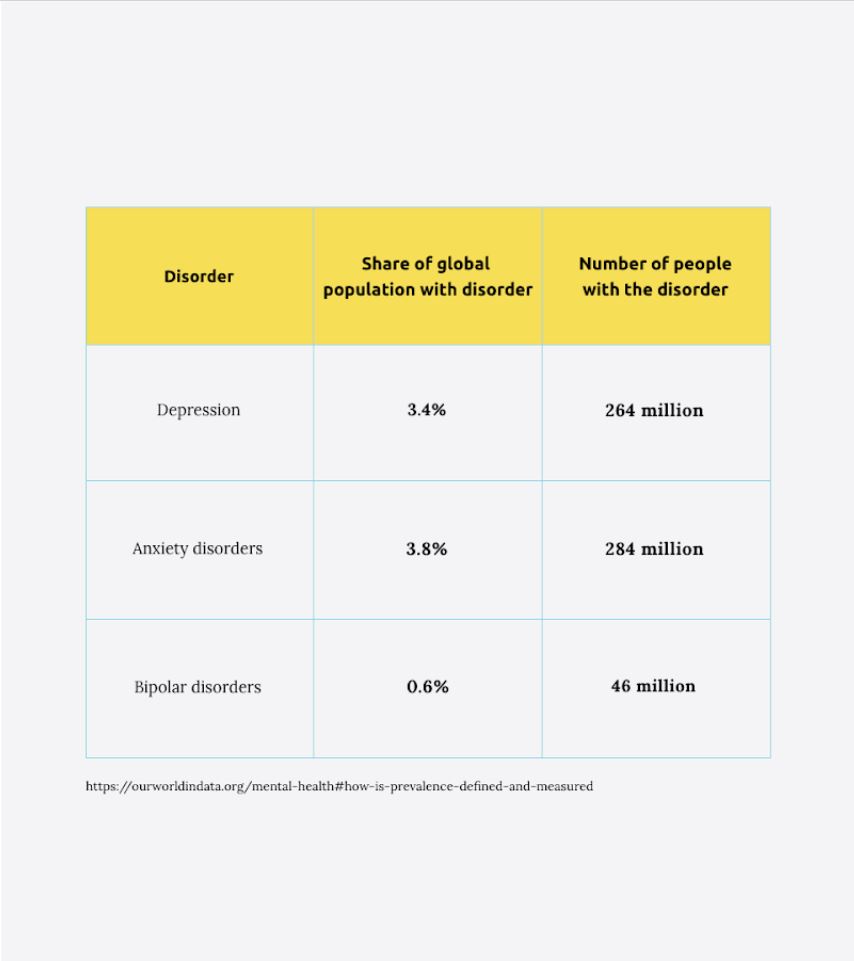 Disorder
Share of global
population with disorder
Number of people
with the disorder
Depression
3.4%
264 million
Anxiety disorders
3.8%
284 million
Bipolar disorders
0.6%
46 million
https://ourworldindata.org/mental-health#how-is-prevalence-defined-and-measured